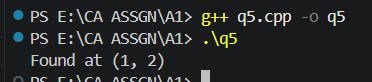 PS E:\CA ASSGN\A1> g++ q5.cpp -o q5
PS E:\CA ASSGN\A1> .\q5
Found at (1, 2)